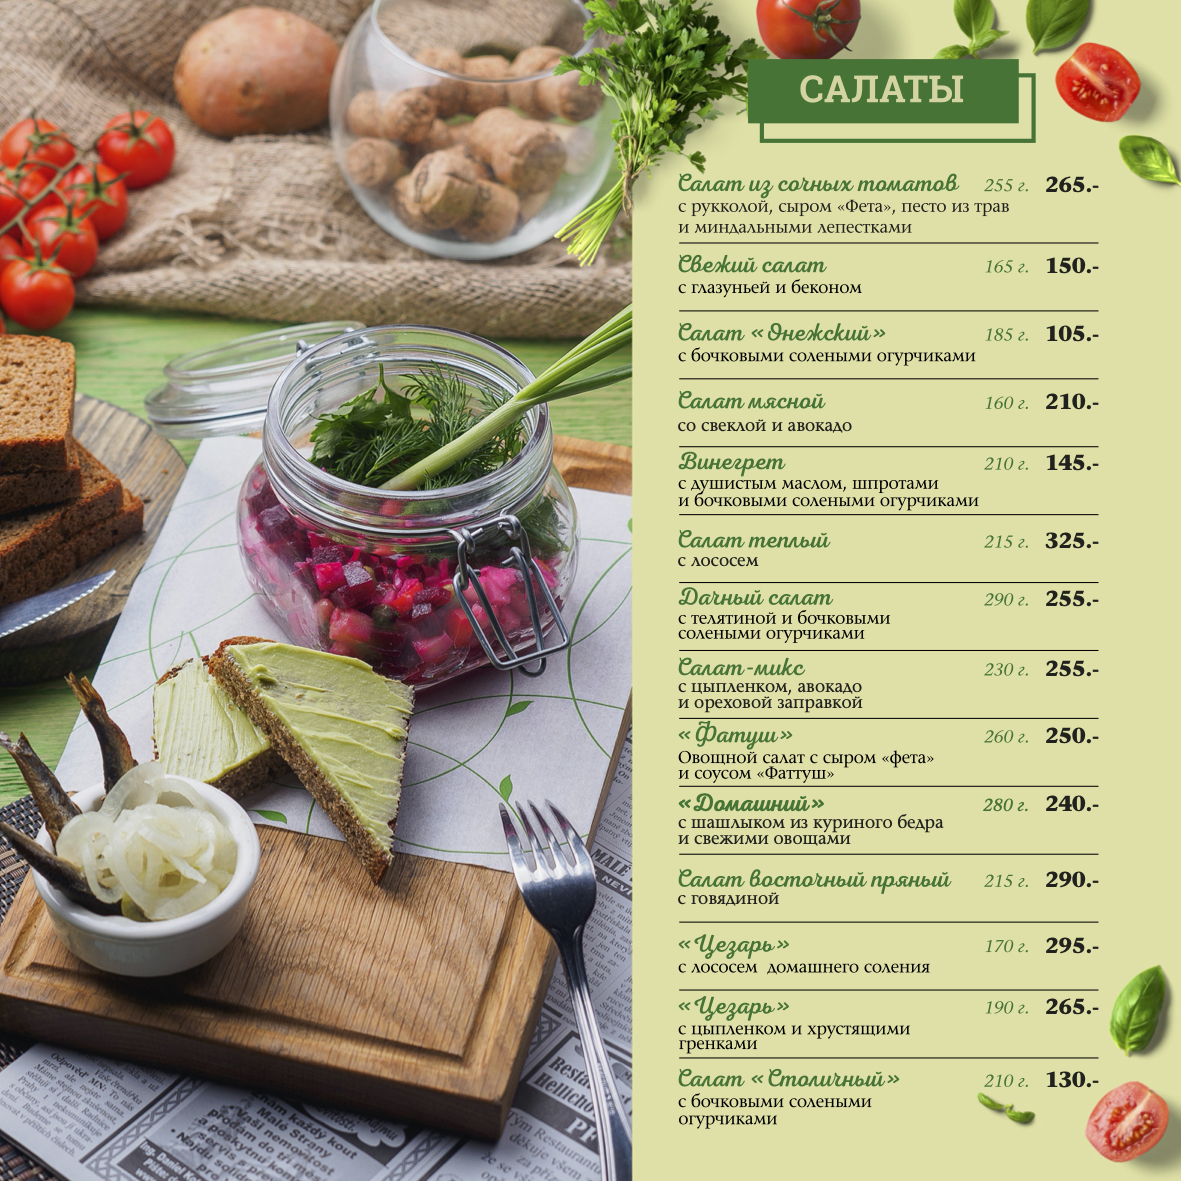 САЛАТЫ
Салат из сочных томатов 255 г. 265.-
с рукколой, сыром «Фета», песто из трав
и миндальными лепестками
Свежий салат 165 г. 150.-
с глазуньей и беконом
Салат «Онежский» 185 г. 105.-
с бочковыми солеными огурчиками
Салат мясной 160 г. 210.-
со свеклой и авокадо
Винегрет 210 г. 145.-
с душистым маслом, шпротами
и бочковыми солеными огурчиками
Салат теплый 215 г. 325.-
с лососем
Дачный салат 290 г. 255.-
с телятиной и бочковыми
солеными огурчиками
Салат-микс 230 г. 255.-
с цыпленком, авокадо
и ореховой заправкой
«Фатуш» 260 г. 250.-
Овощной салат с сыром «фета»
и соусом «Фаттуш»
«Домашний» 280 г. 240.-
с шашлыком из куриного бедра
и свежими овощами
Салат восточный пряный 215 г. 290.-
с говядиной
«Цезарь» 170 г. 295.-
с лососем домашнего соления
«Цезарь» 190 г. 265.-
с цыпленком и хрустящими
гренками
Салат «Столичный» 210 г. 130.-
с бочковыми солеными
огурчиками